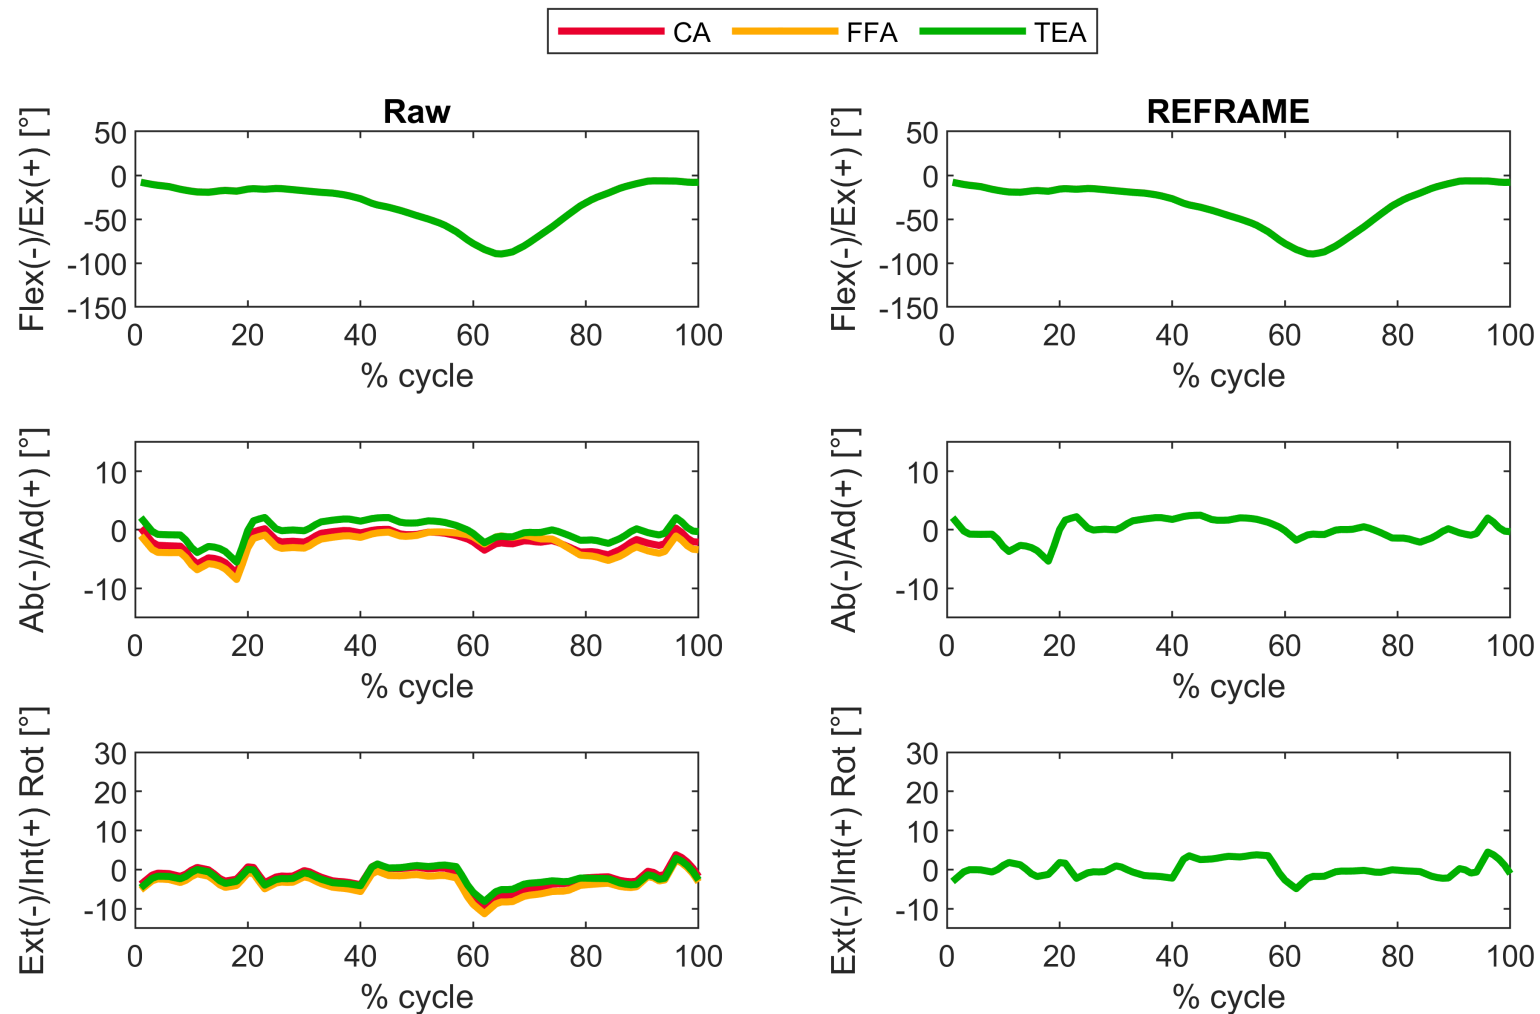 CA FFA TEA
Raw
REFRAME
Flex(-)/Ex(+) [°]
50
0
-50
-100
-150
0 20 40 60 80 100
% cycle
Flex(-)/Ex(+) [°]
50
0
-50
-100
-150
0 20 40 60 80 100
% cycle
Ab(-)/Ad(+) [°]
10
0
-10
0 20 40 60 80 100
% cycle
Ab(-)/Ad(+) [°]
10
0
-10
0 20 40 60 80 100
% cycle
Ext(-)/Int(+) Rot [°]
30
20
10
0
-10
0 20 40 60 80 100
% cycle
Ext(-)/Int(+) Rot [°]
30
20
10
0
-10
0 20 40 60 80 100
% cycle